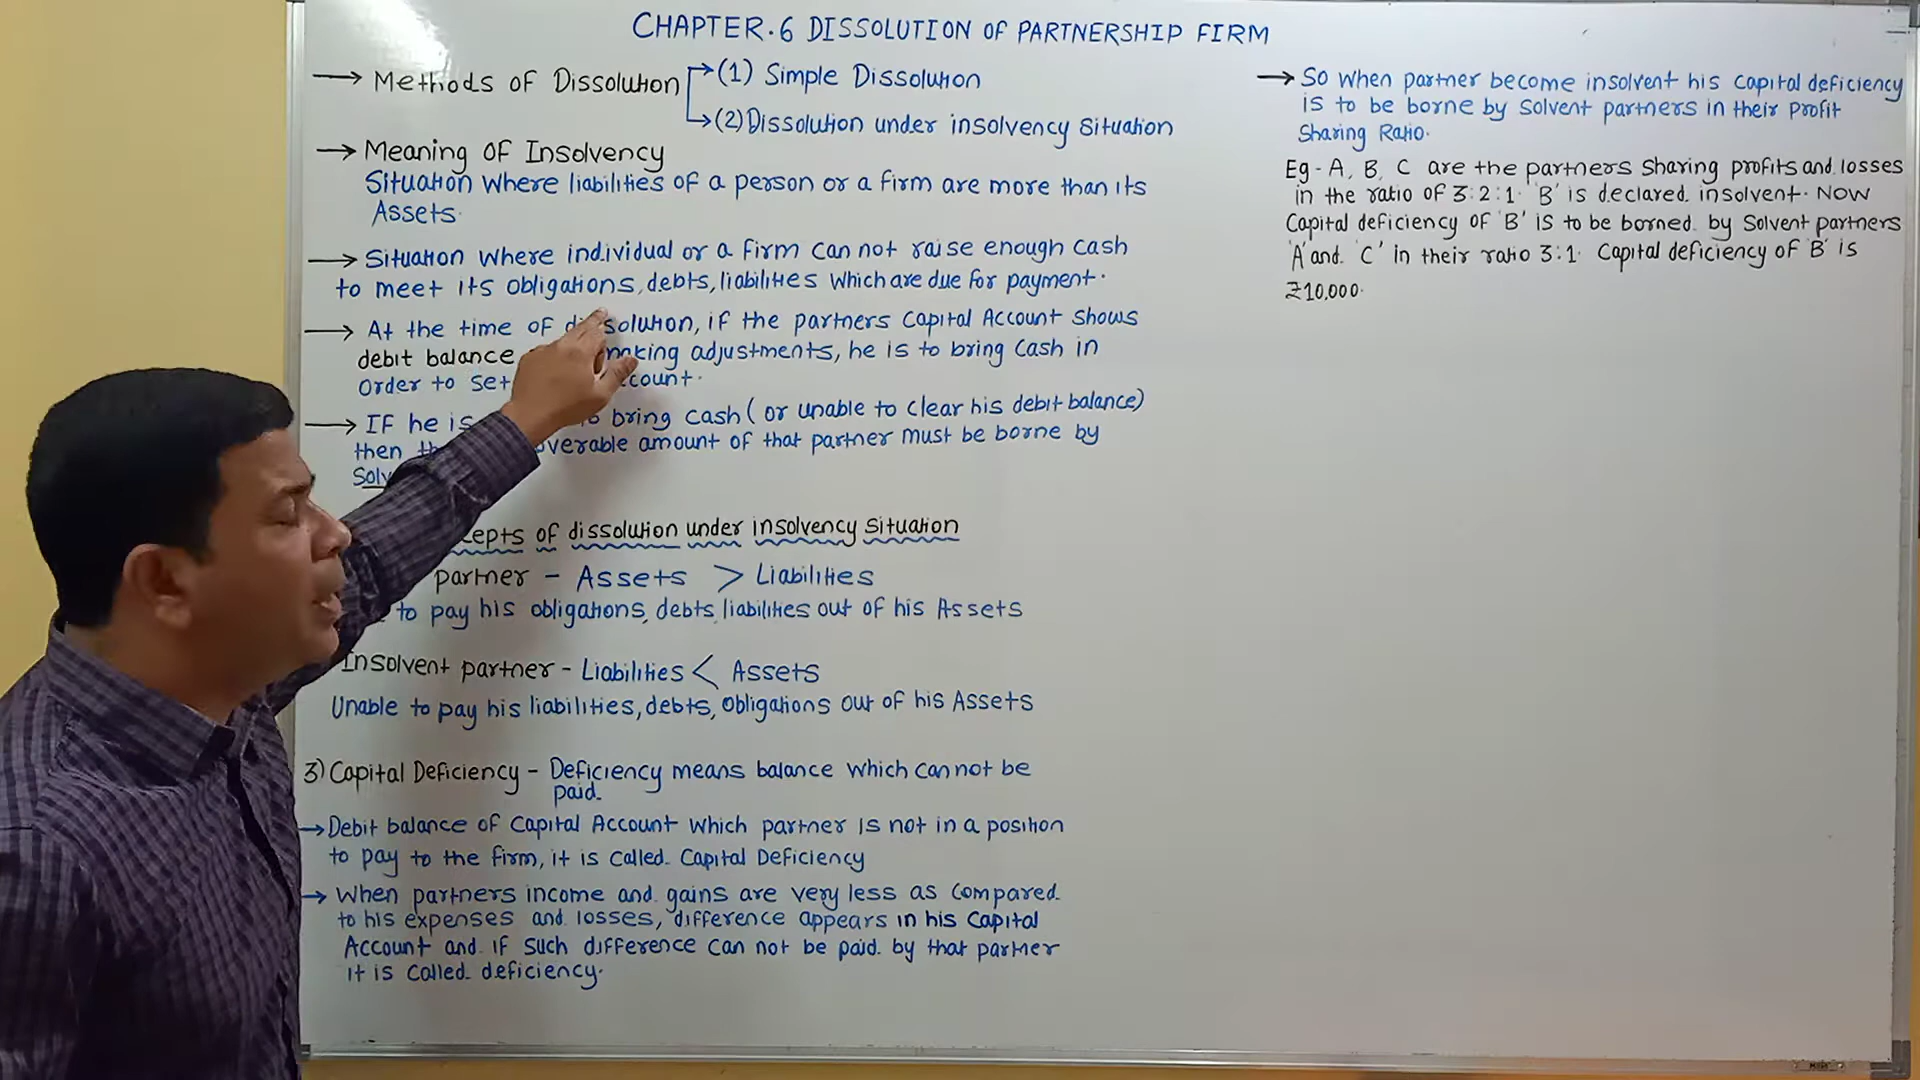 CHAPTER.6 DISSOLUTION OF PARTNERSHIP FIRM
→ Methods of Dissolution
→(1) Simple Dissolution
→(2) Dissolution under insolvency situation
→ Meaning of Insolvency
Situation where liabilities of a person or a firm are more than its
Assets.
→ Situation where individual or a firm can not raise enough cash
to meet its obligations, debts, liabilities which are due for payment.
→ At the time of dissolution, if the partners Capital Account shows
debit balance making adjustments, he is to bring cash in
order to
→ If he is bring cash (or unable to clear his debit balance)
then amount of that partner must be borne by
of dissolution under insolvency situation
partner - Assets > Liabilities
to pay his obligations, debts, liabilities out of his Assets
Insolvent partner - Liabilities < Assets
Unable to pay his liabilities, debts, obligations out of his Assets
3) Capital Deficiency - Deficiency means balance which can not be
paid.
→ Debit balance of Capital Account which partner is not in a position
to pay to the firm, it is called Capital Deficiency
→ When partners income and gains are very less as compared
to his expenses and losses, difference appears in his Capital
Account and if such difference can not be paid by that partner
it is called deficiency.
→ So when partner become insolvent his capital deficiency
is to be borne by solvent partners in their profit
sharing Ratio.
Eg - A, B, C are the partners sharing profits and losses
in the ratio of 3:2:1. 'B' is declared insolvent. Now
Capital deficiency of 'B' is to be borned by solvent partners
'A' and 'C' in their ratio 3:1. Capital deficiency of 'B' is
₹10,000.